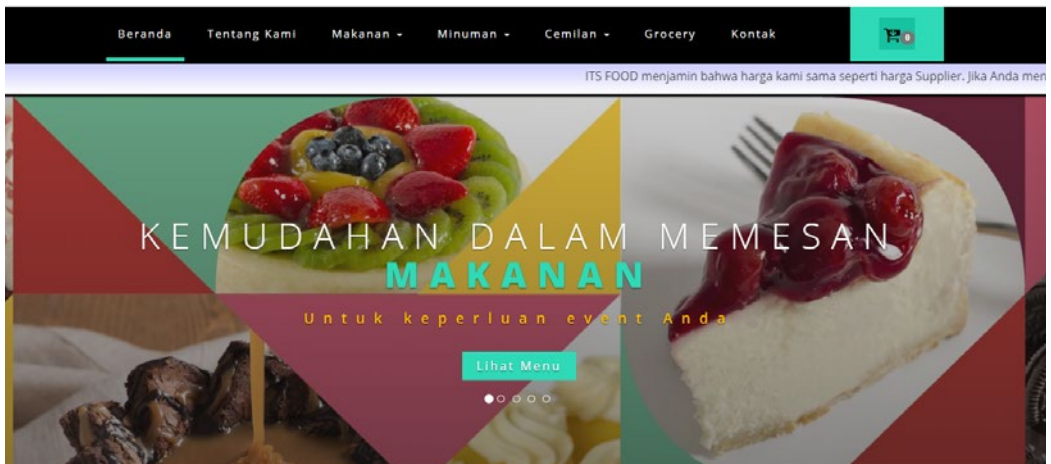 Beranda Tentang Kami Makanan Minuman Cemilan Grocery Kontak 0
ITS FOOD menjamin bahwa harga kami sama seperti harga Supplier. Jika Anda men
KEMUDAHAN DALAM MEMESAN
MAKANAN
Untuk keperluan event Anda
Lihat Menu